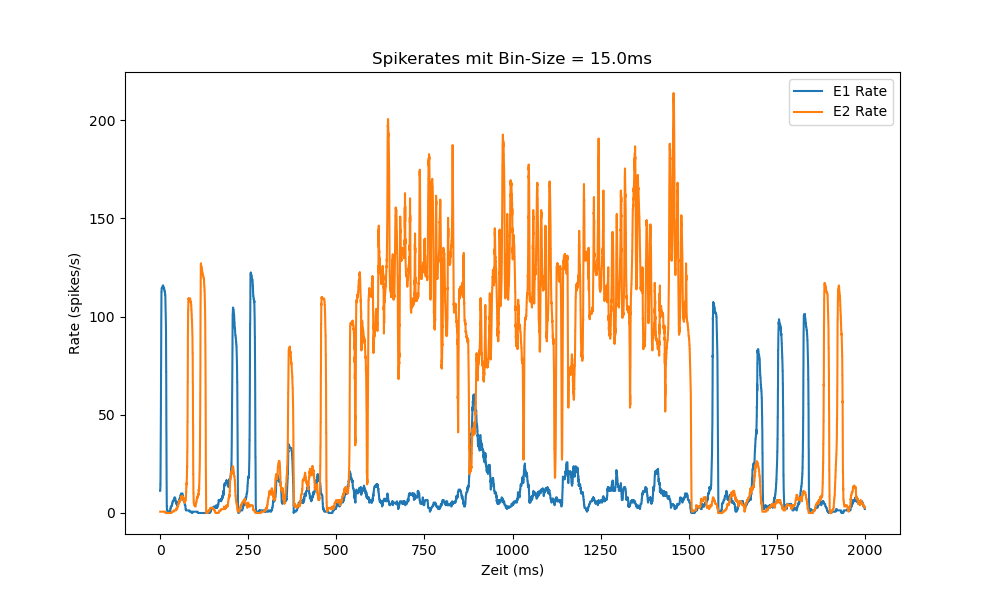 Spikerates mit Bin-Size = 15.0ms
E1 Rate
E2 Rate
200
150
100
50
0
Rate (spikes/s)
0 250 500 750 1000 1250 1500 1750 2000
Zeit (ms)